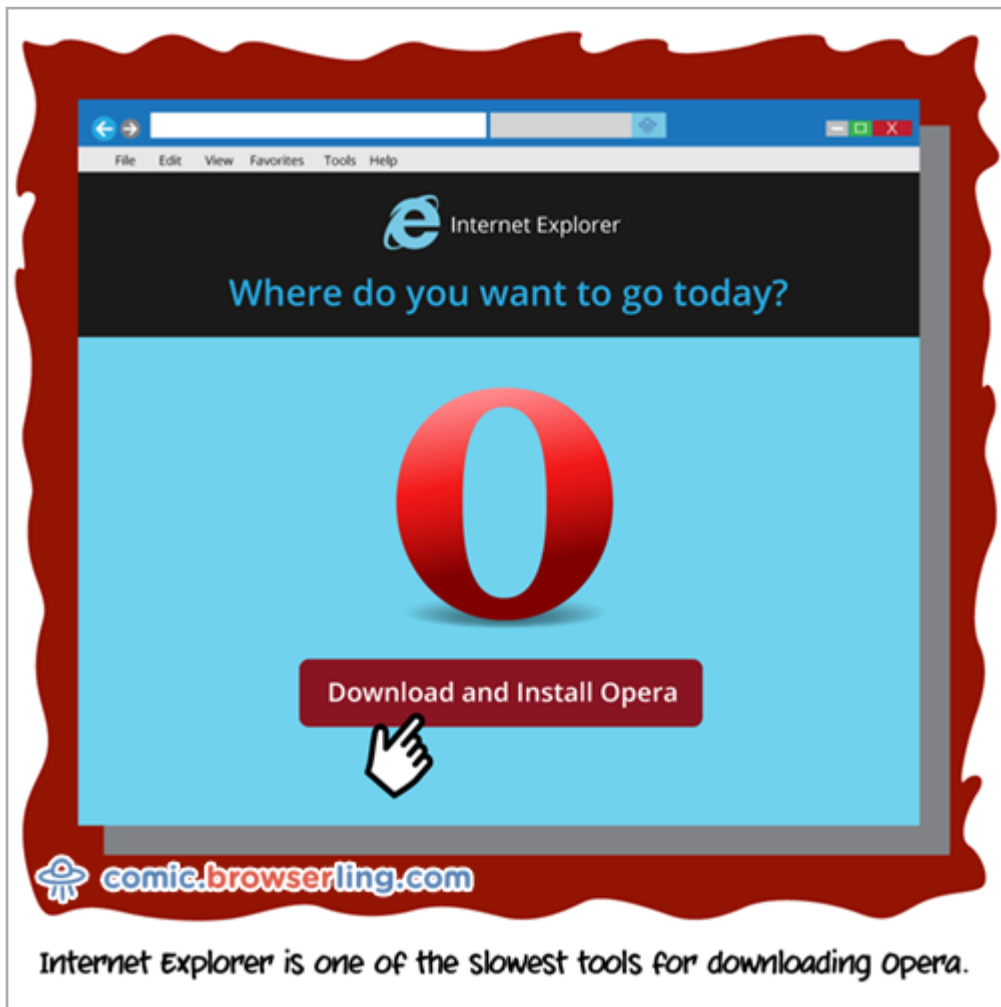 File Edit View Favorites Tools Help
Internet Explorer
Where do you want to go today?
Download and Install Opera
comic.browserling.com
Internet Explorer is one of the slowest tools for downloading Opera.